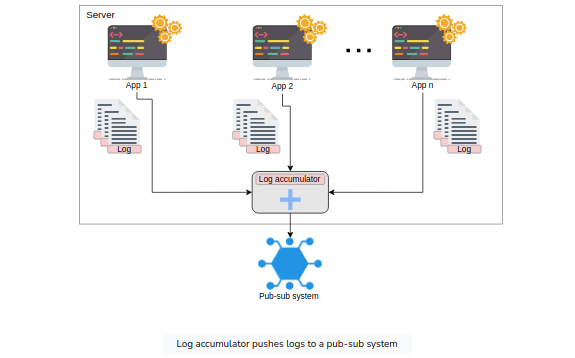 Server
App 1
App 2
App n
Log
Log
Log
Log accumulator
Pub-sub system
Log accumulator pushes logs to a pub-sub system